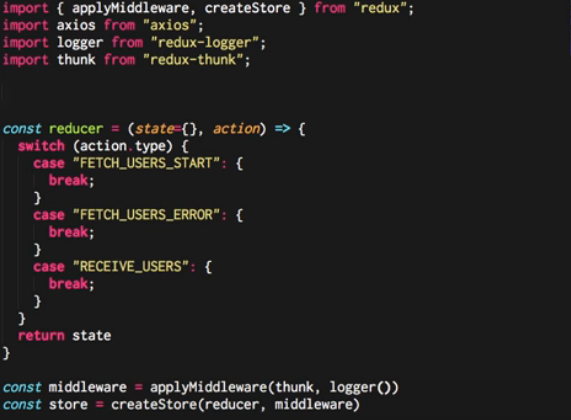 import { applyMiddleware, createStore } from "redux";
import axios from "axios";
import logger from "redux-logger";
import thunk from "redux-thunk";
const reducer = (state={}, action) => {
switch (action.type) {
case "FETCH_USERS_START": {
break;
}
case "FETCH_USERS_ERROR": {
break;
}
case "RECEIVE_USERS": {
break;
}
}
return state
}
const middleware = applyMiddleware(thunk, logger())
const store = createStore(reducer, middleware)